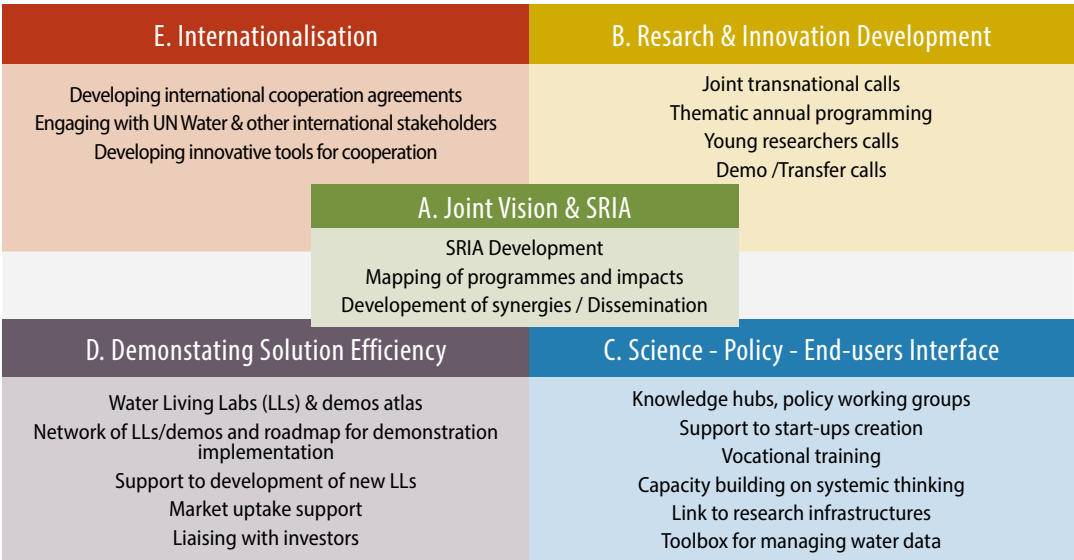 E. Internationalisation
Developing international cooperation agreements
Engaging with UN Water & other international stakeholders
Developing innovative tools for cooperation
B. Resarch & Innovation Development
Joint transnational calls
Thematic annual programming
Young researchers calls
Demo /Transfer calls
A. Joint Vision & SRIA
SRIA Development
Mapping of programmes and impacts
Developement of synergies / Dissemination
D. Demonstating Solution Efficiency
Water Living Labs (LLs) & demos atlas
Network of LLs/demos and roadmap for demonstration
implementation
Support to development of new LLs
Market uptake support
Liaising with investors
C. Science - Policy - End-users Interface
Knowledge hubs, policy working groups
Support to start-ups creation
Vocational training
Capacity building on systemic thinking
Link to research infrastructures
Toolbox for managing water data